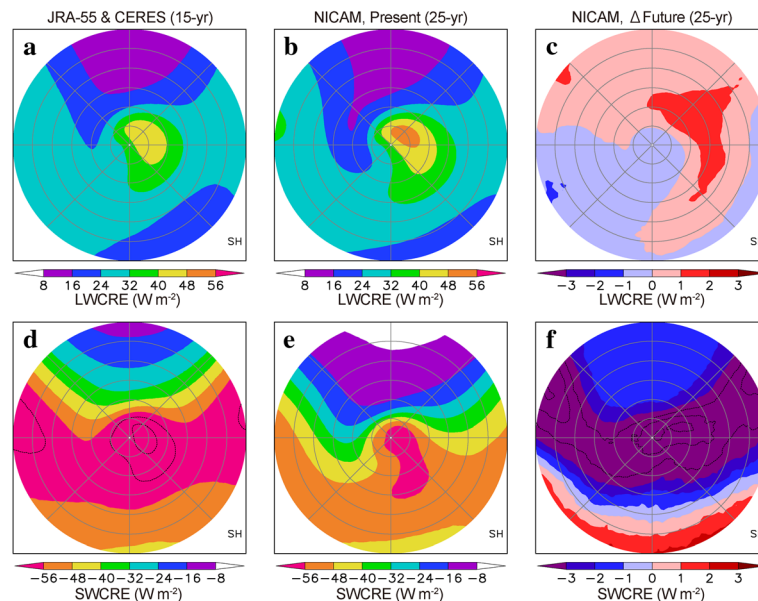 JRA-55 & CERES (15-yr)
NICAM, Present (25-yr)
NICAM, Δ Future (25-yr)
a
b
c
SH
SH
S
8 16 24 32 40 48 56
8 16 24 32 40 48 56
−3 −2 −1 0 1 2 3
LWCRE (W m-2)
LWCRE (W m-2)
LWCRE (W m-2)
d
e
f
SH
SH
S
−56 −48 −40 −32 −24 −16 −8
−56 −48 −40 −32 −24 −16 −8
−3 −2 −1 0 1 2 3
SWCRE (W m-2)
SWCRE (W m-2)
SWCRE (W m-2)